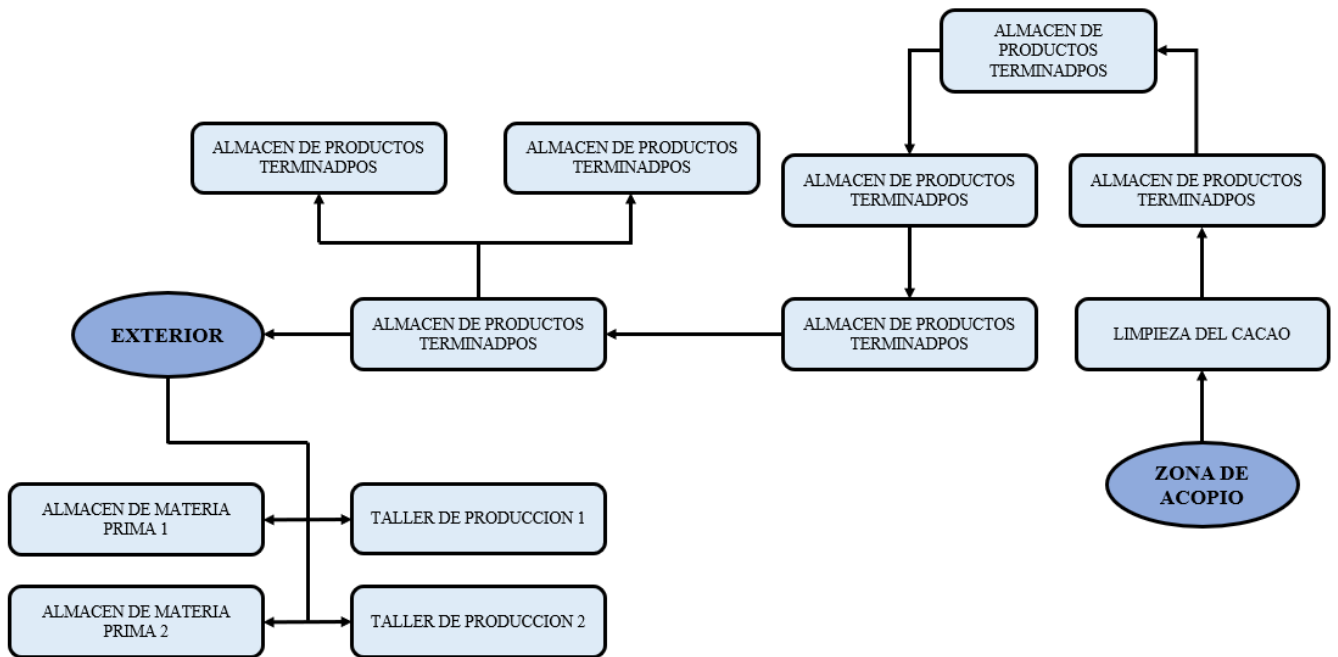 ALMACEN DE
PRODUCTOS
TERMINADPOS
ALMACEN DE PRODUCTOS
TERMINADPOS
ALMACEN DE PRODUCTOS
TERMINADPOS
ALMACEN DE PRODUCTOS
TERMINADPOS
ALMACEN DE PRODUCTOS
TERMINADPOS
EXTERIOR
ALMACEN DE PRODUCTOS
TERMINADPOS
ALMACEN DE PRODUCTOS
TERMINADPOS
LIMPIEZA DEL CACAO
ZONA DE
ACOPIO
ALMACEN DE MATERIA
PRIMA 1
TALLER DE PRODUCCION 1
ALMACEN DE MATERIA
PRIMA 2
TALLER DE PRODUCCION 2